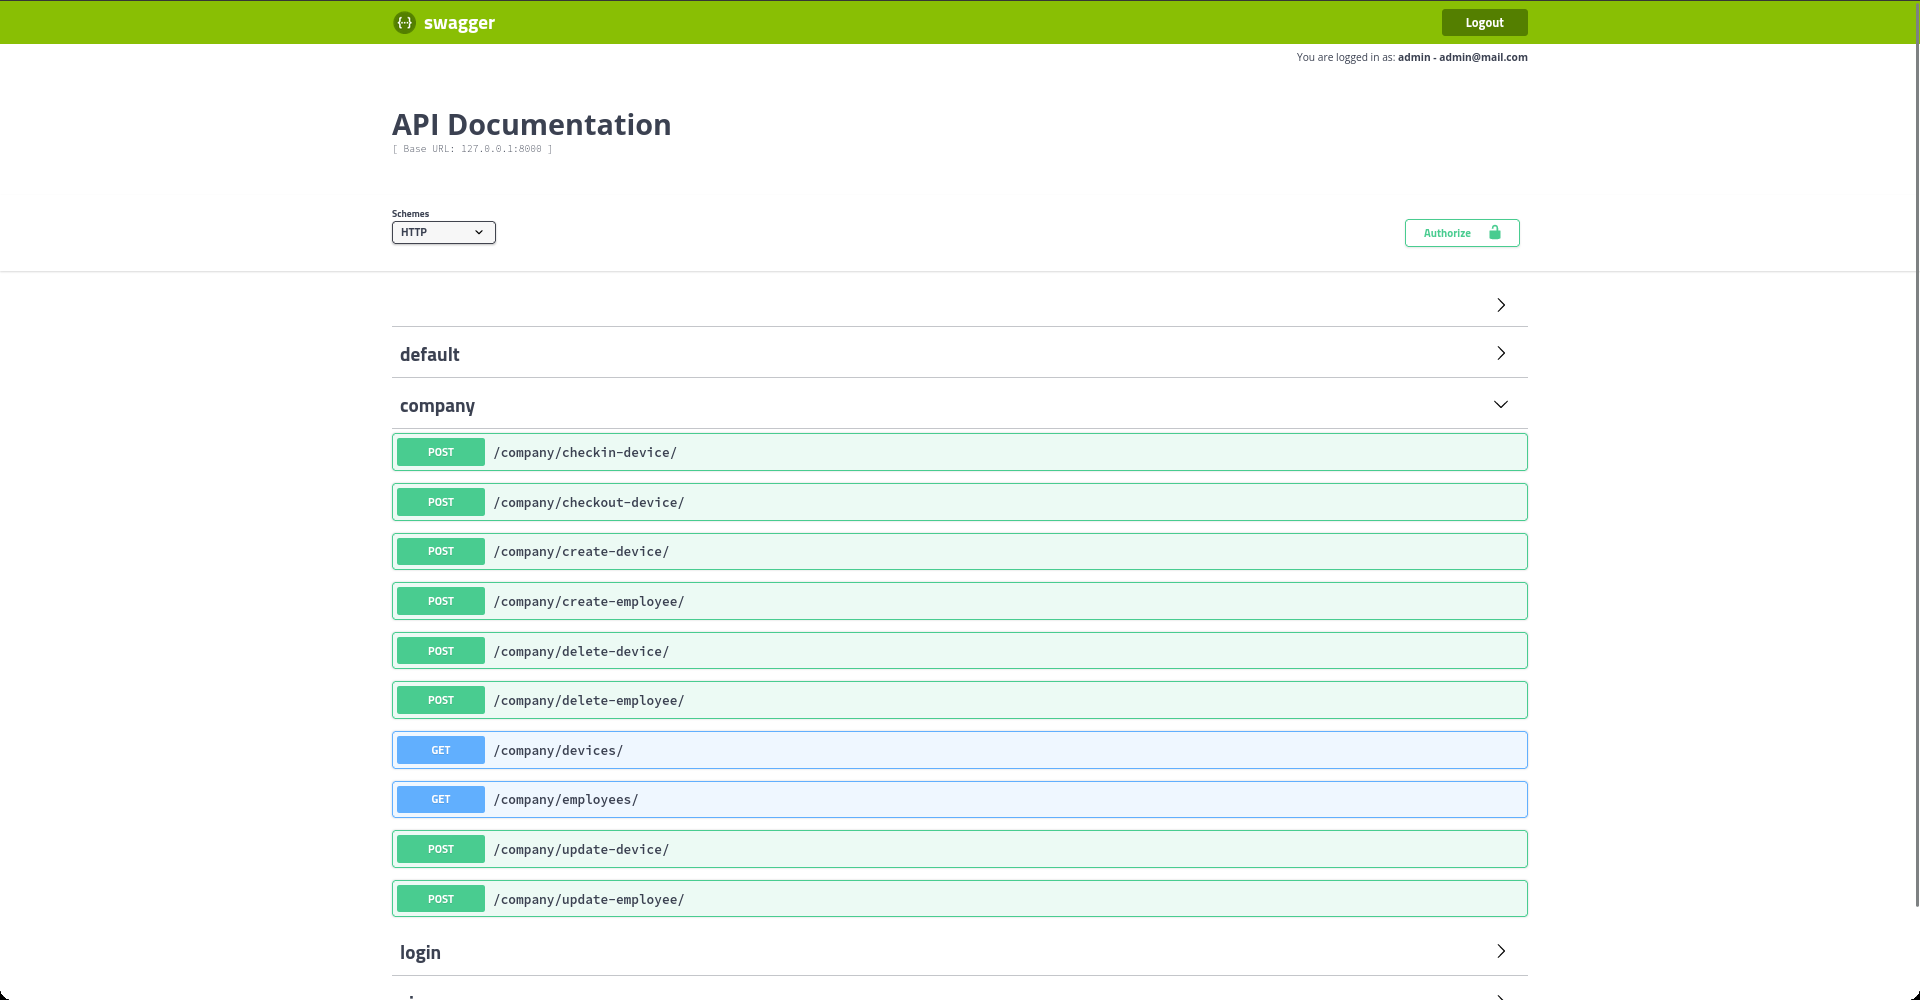 swagger
Logout
You are logged in as: admin - admin@mail.com
API Documentation
[ Base URL: 127.0.0.1:8000 ]
Schemes
HTTP
Authorize
default
company
POST /company/checkin-device/
POST /company/checkout-device/
POST /company/create-device/
POST /company/create-employee/
POST /company/delete-device/
POST /company/delete-employee/
GET /company/devices/
GET /company/employees/
POST /company/update-device/
POST /company/update-employee/
login